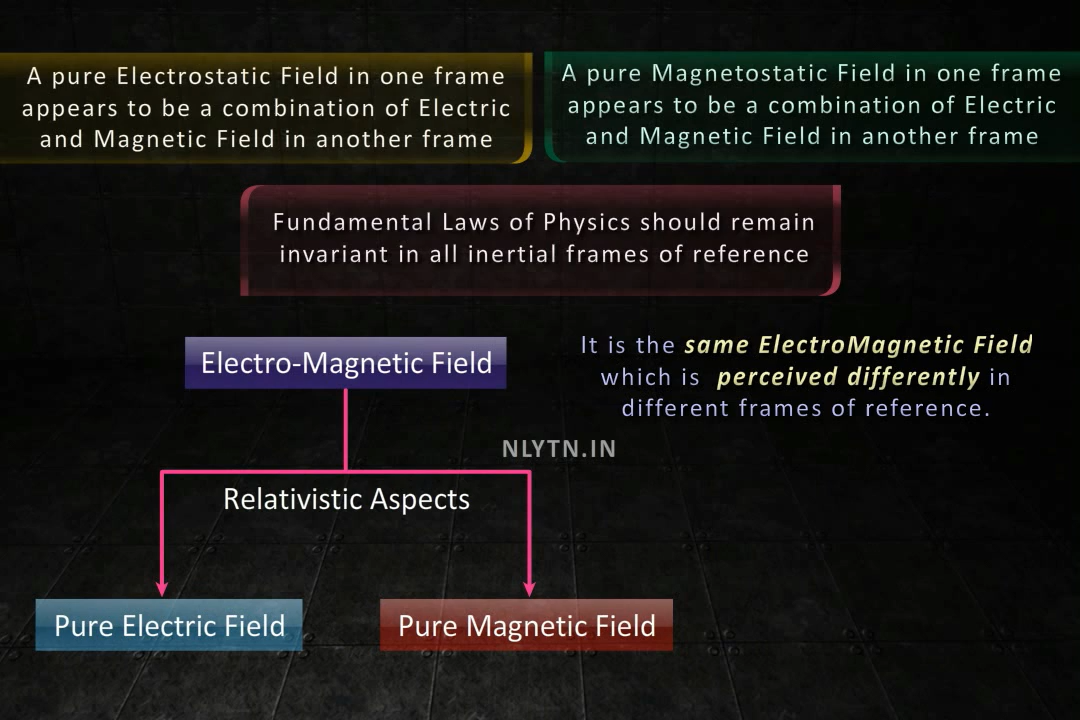 A pure Electrostatic Field in one frame
appears to be a combination of Electric
and Magnetic Field in another frame
A pure Magnetostatic Field in one frame
appears to be a combination of Electric
and Magnetic Field in another frame
Fundamental Laws of Physics should remain
invariant in all inertial frames of reference
Electro-Magnetic Field
It is the same ElectroMagnetic Field
which is perceived differently in
different frames of reference.
NLYTN.IN
Relativistic Aspects
Pure Electric Field
Pure Magnetic Field